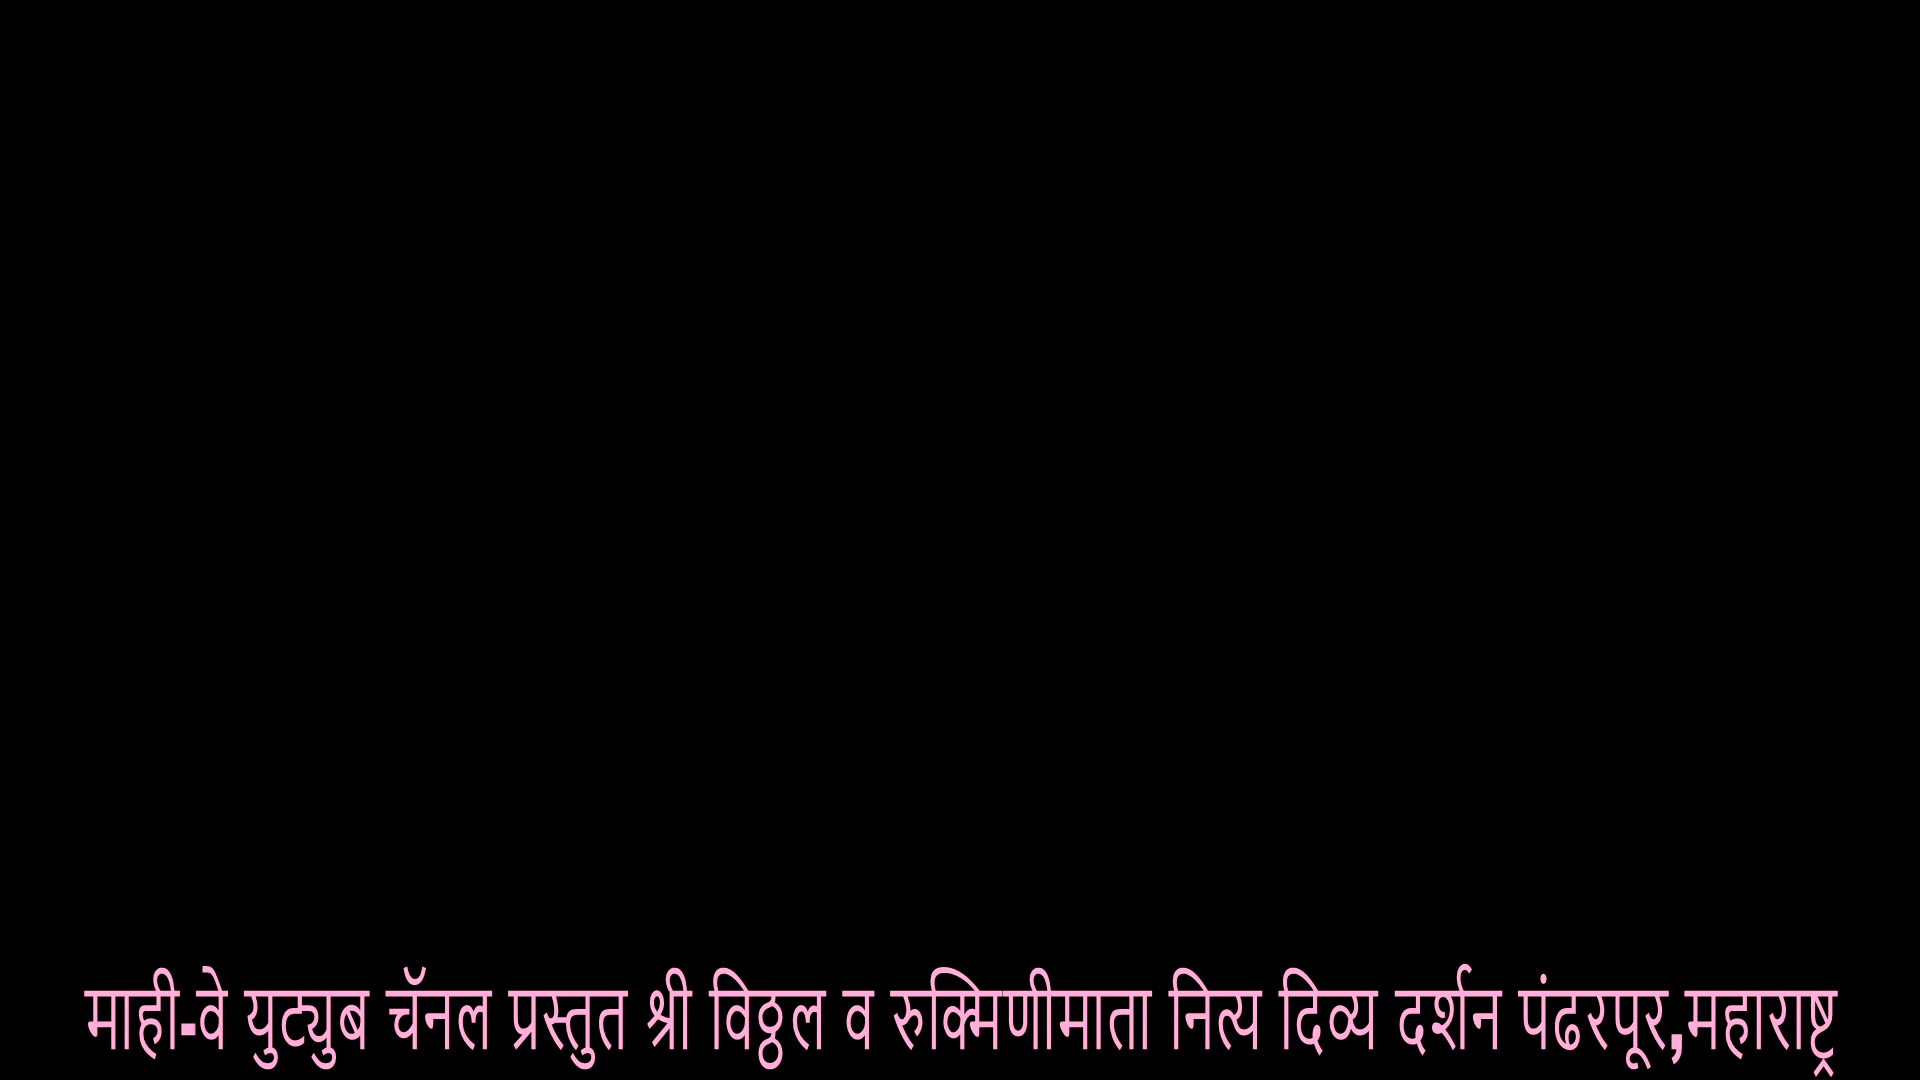 माही-वे युट्युब चॅनल प्रस्तुत श्री विठ्ठल व रुक्मिणीमाता नित्य दिव्य दर्शन पंढरपूर,महाराष्ट्र